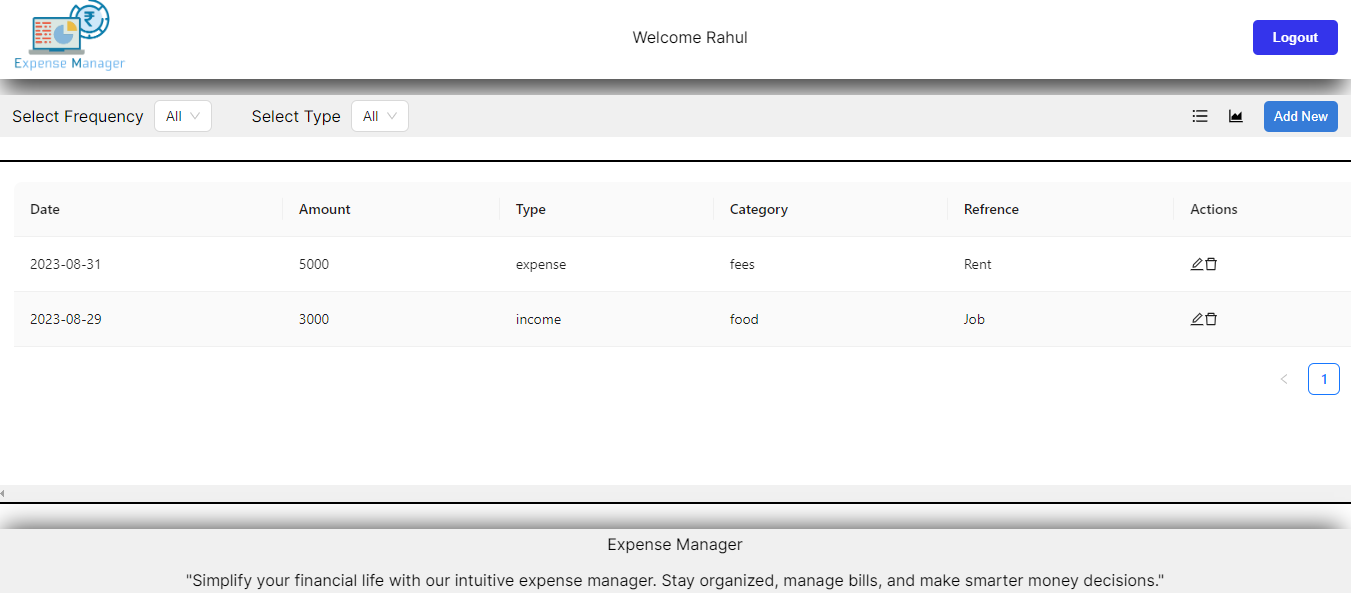 Expense Manager
Welcome Rahul
Logout
Select Frequency All Select Type All Add New
Date Amount Type Category Refrence Actions
2023-08-31 5000 expense fees Rent
2023-08-29 3000 income food Job
1
Expense Manager
"Simplify your financial life with our intuitive expense manager. Stay organized, manage bills, and make smarter money decisions."